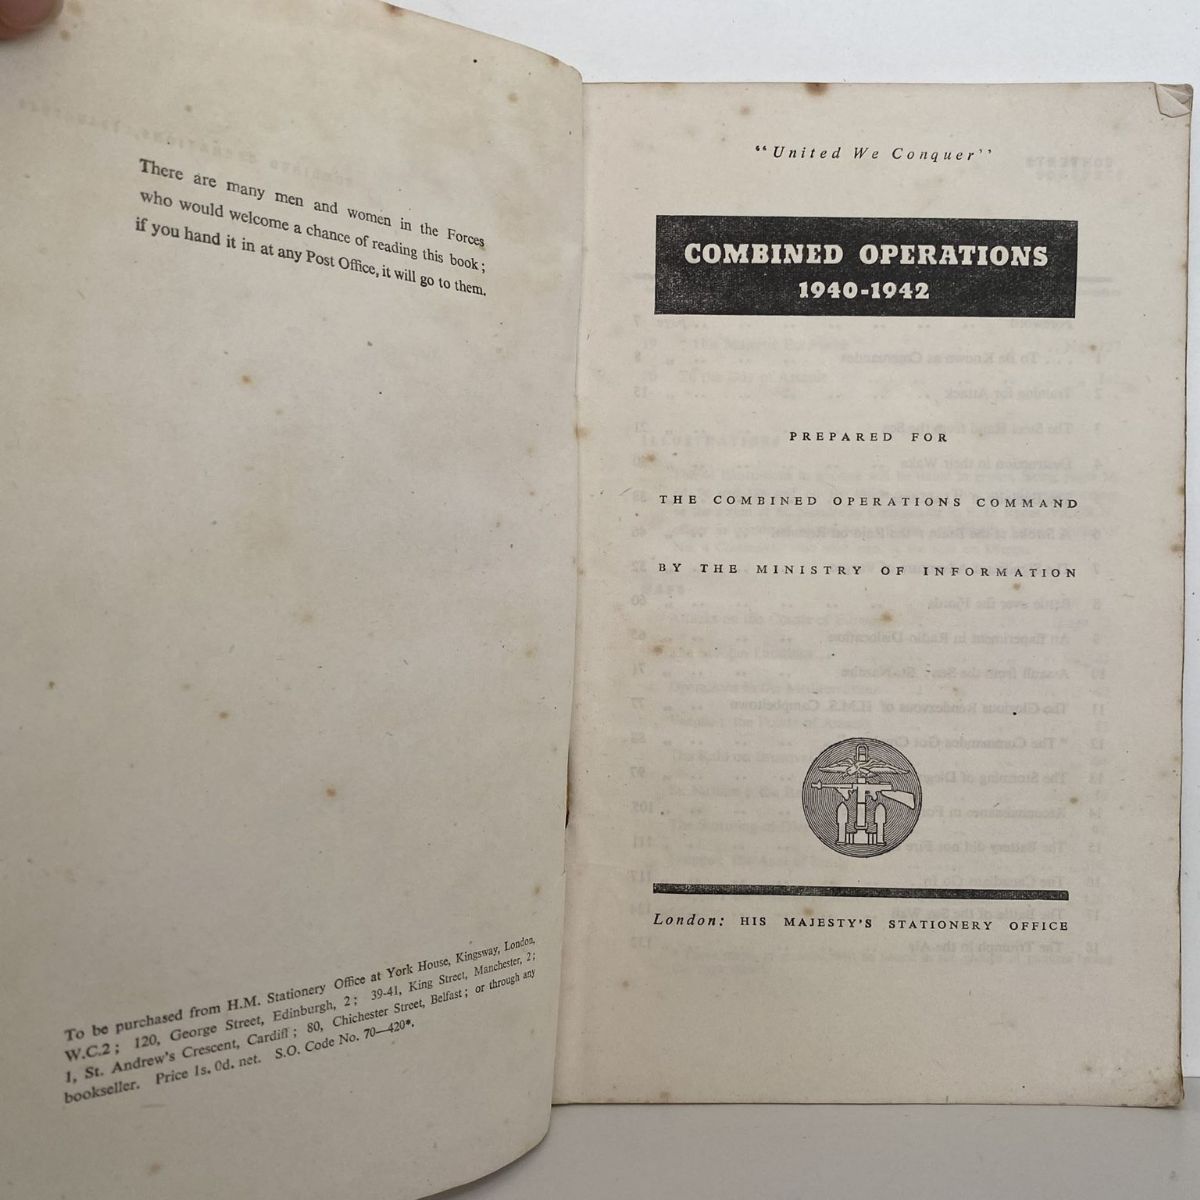 There are many men and women in the Forces
who would welcome a chance of reading this book;
if you hand it in at any Post Office, it will go to them.
To be purchased from H.M. Stationery Office at York House, Kingsway, London,
W.C.2; 120, George Street, Edinburgh, 2; 39-41, King Street, Manchester, 2;
1, St. Andrew's Crescent, Cardiff; 80, Chichester Street, Belfast; or through any
bookseller. Price 1s. 0d. net. S.O. Code No. 70—420*.
"United We Conquer"
COMBINED OPERATIONS
1940-1942
PREPARED FOR
THE COMBINED OPERATIONS COMMAND
BY THE MINISTRY OF INFORMATION
London: HIS MAJESTY'S STATIONERY OFFICE